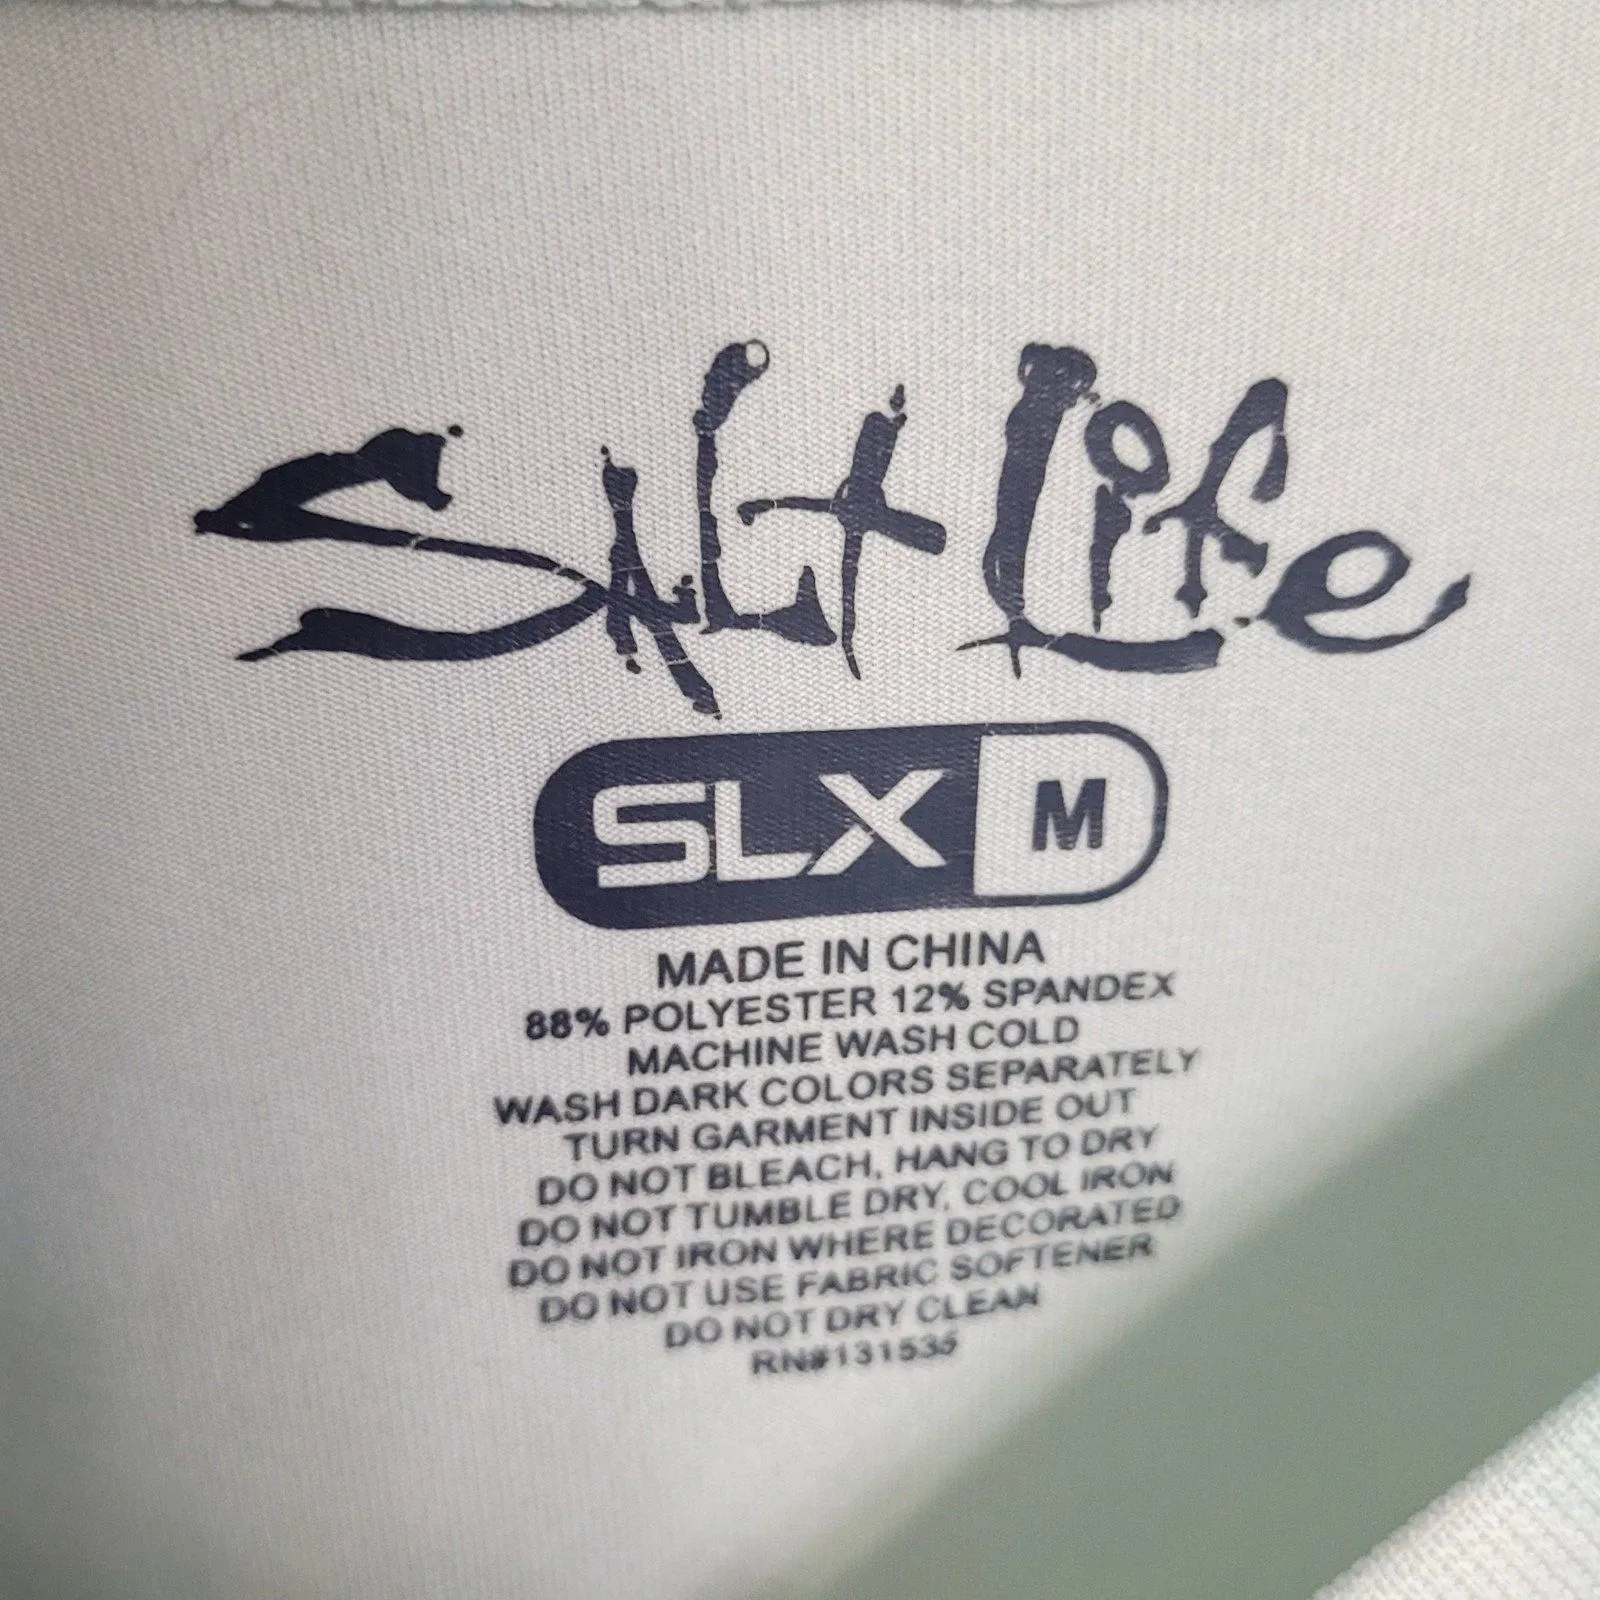 SALT LiFe
SLX M
MADE IN CHINA
88% POLYESTER 12% SPANDEX
MACHINE WASH COLD
WASH DARK COLORS SEPARATELY
TURN GARMENT INSIDE OUT
DO NOT BLEACH, HANG TO DRY
DO NOT TUMBLE DRY, COOL IRON
DO NOT IRON WHERE DECORATED
DO NOT USE FABRIC SOFTENER
DO NOT DRY CLEAN
RN#131535